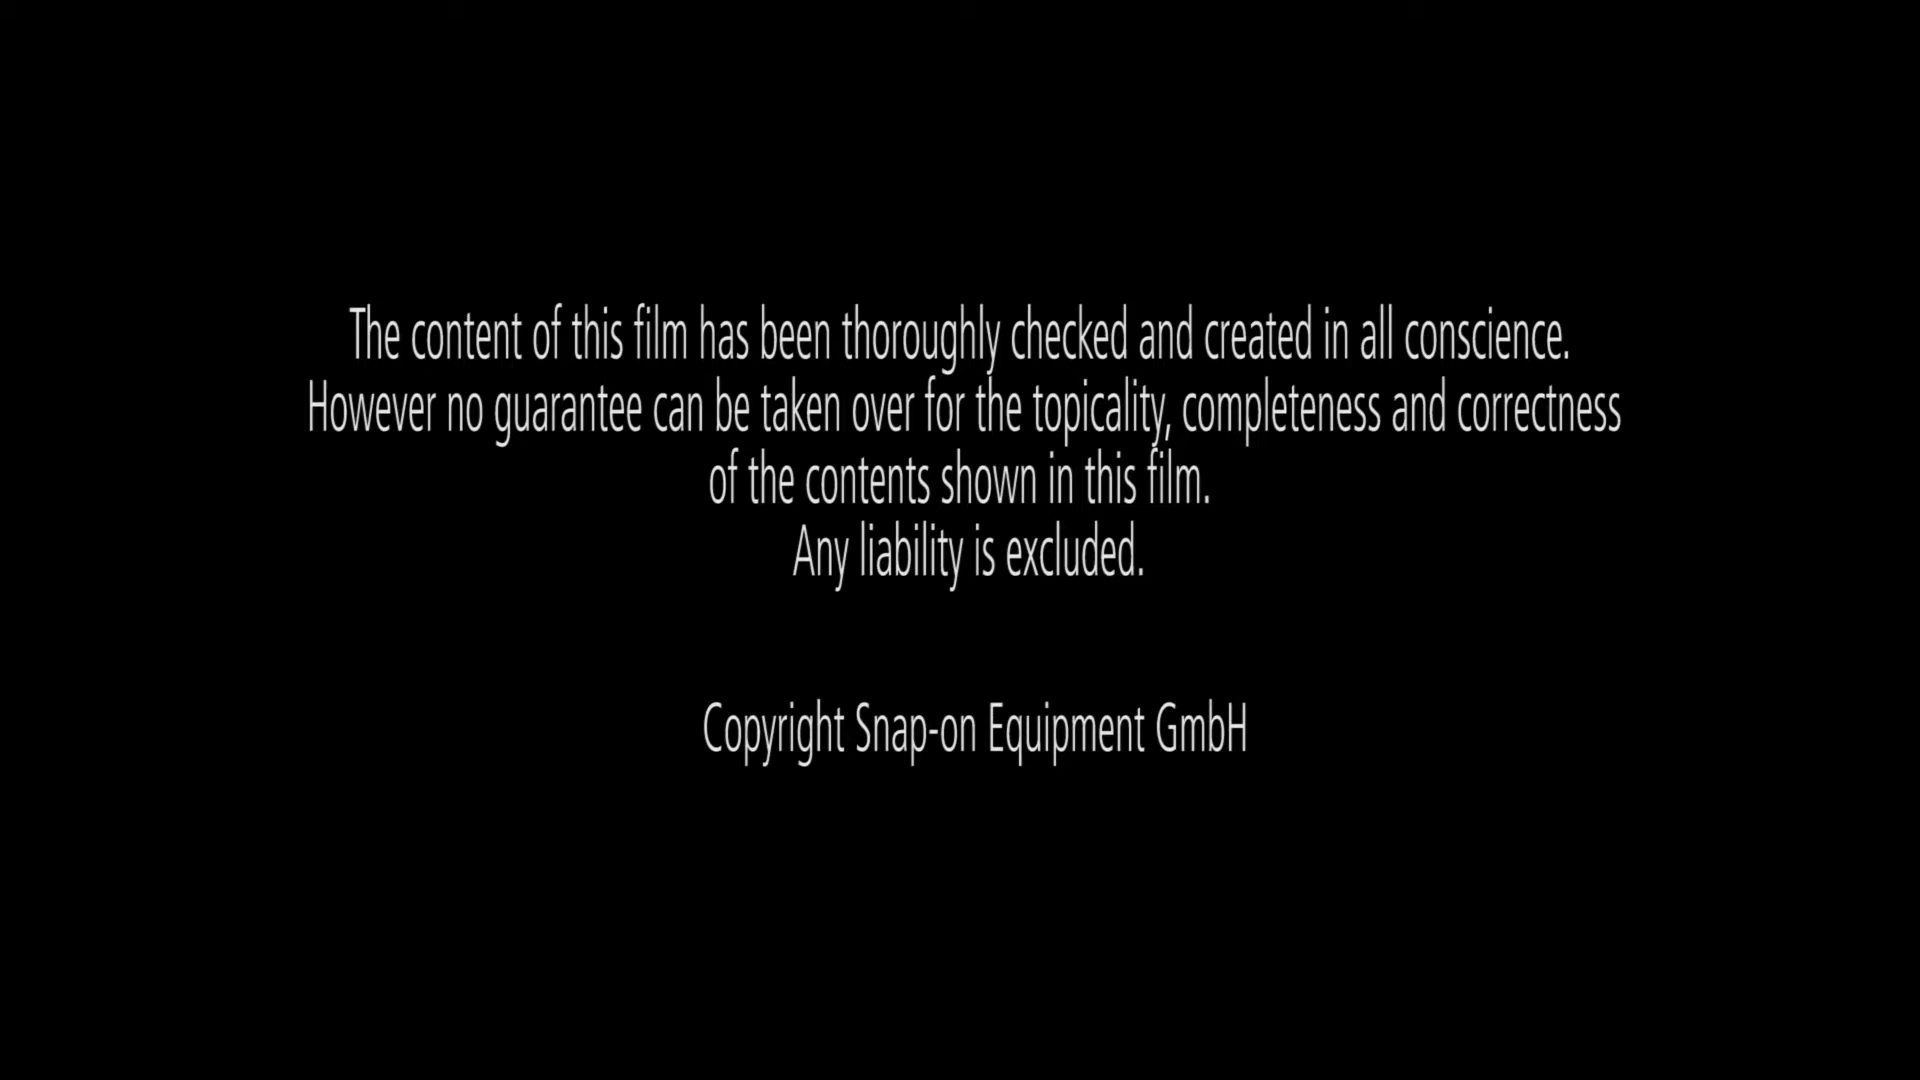 The content of this film has been thoroughly checked and created in all conscience.
However no guarantee can be taken over for the topicality, completeness and correctness
of the contents shown in this film.
Any liability is excluded.
Copyright Snap-on Equipment GmbH